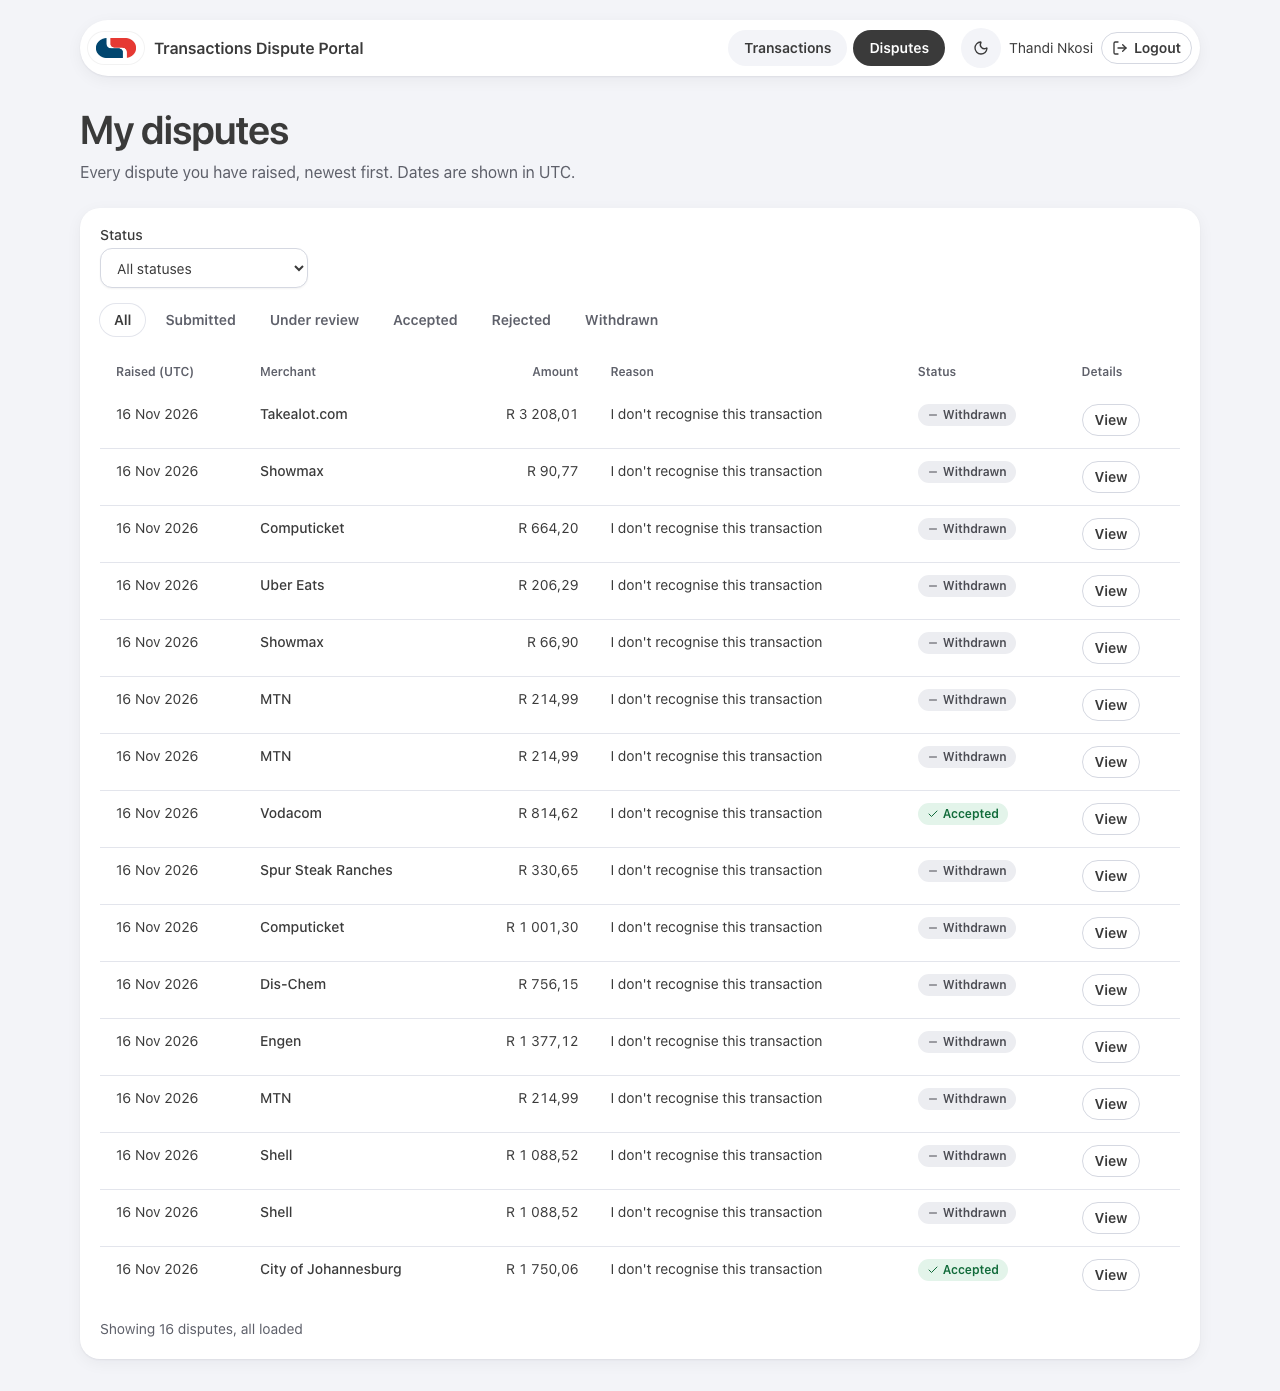 Transactions Dispute Portal
Transactions Disputes Thandi Nkosi Logout
My disputes
Every dispute you have raised, newest first. Dates are shown in UTC.
Status
All statuses
All Submitted Under review Accepted Rejected Withdrawn
Raised (UTC) Merchant Amount Reason Status Details
16 Nov 2026 Takealot.com R 3 208,01 I don't recognise this transaction Withdrawn View
16 Nov 2026 Showmax R 90,77 I don't recognise this transaction Withdrawn View
16 Nov 2026 Computicket R 664,20 I don't recognise this transaction Withdrawn View
16 Nov 2026 Uber Eats R 206,29 I don't recognise this transaction Withdrawn View
16 Nov 2026 Showmax R 66,90 I don't recognise this transaction Withdrawn View
16 Nov 2026 MTN R 214,99 I don't recognise this transaction Withdrawn View
16 Nov 2026 MTN R 214,99 I don't recognise this transaction Withdrawn View
16 Nov 2026 Vodacom R 814,62 I don't recognise this transaction Accepted View
16 Nov 2026 Spur Steak Ranches R 330,65 I don't recognise this transaction Withdrawn View
16 Nov 2026 Computicket R 1 001,30 I don't recognise this transaction Withdrawn View
16 Nov 2026 Dis-Chem R 756,15 I don't recognise this transaction Withdrawn View
16 Nov 2026 Engen R 1 377,12 I don't recognise this transaction Withdrawn View
16 Nov 2026 MTN R 214,99 I don't recognise this transaction Withdrawn View
16 Nov 2026 Shell R 1 088,52 I don't recognise this transaction Withdrawn View
16 Nov 2026 Shell R 1 088,52 I don't recognise this transaction Withdrawn View
16 Nov 2026 City of Johannesburg R 1 750,06 I don't recognise this transaction Accepted View
Showing 16 disputes, all loaded